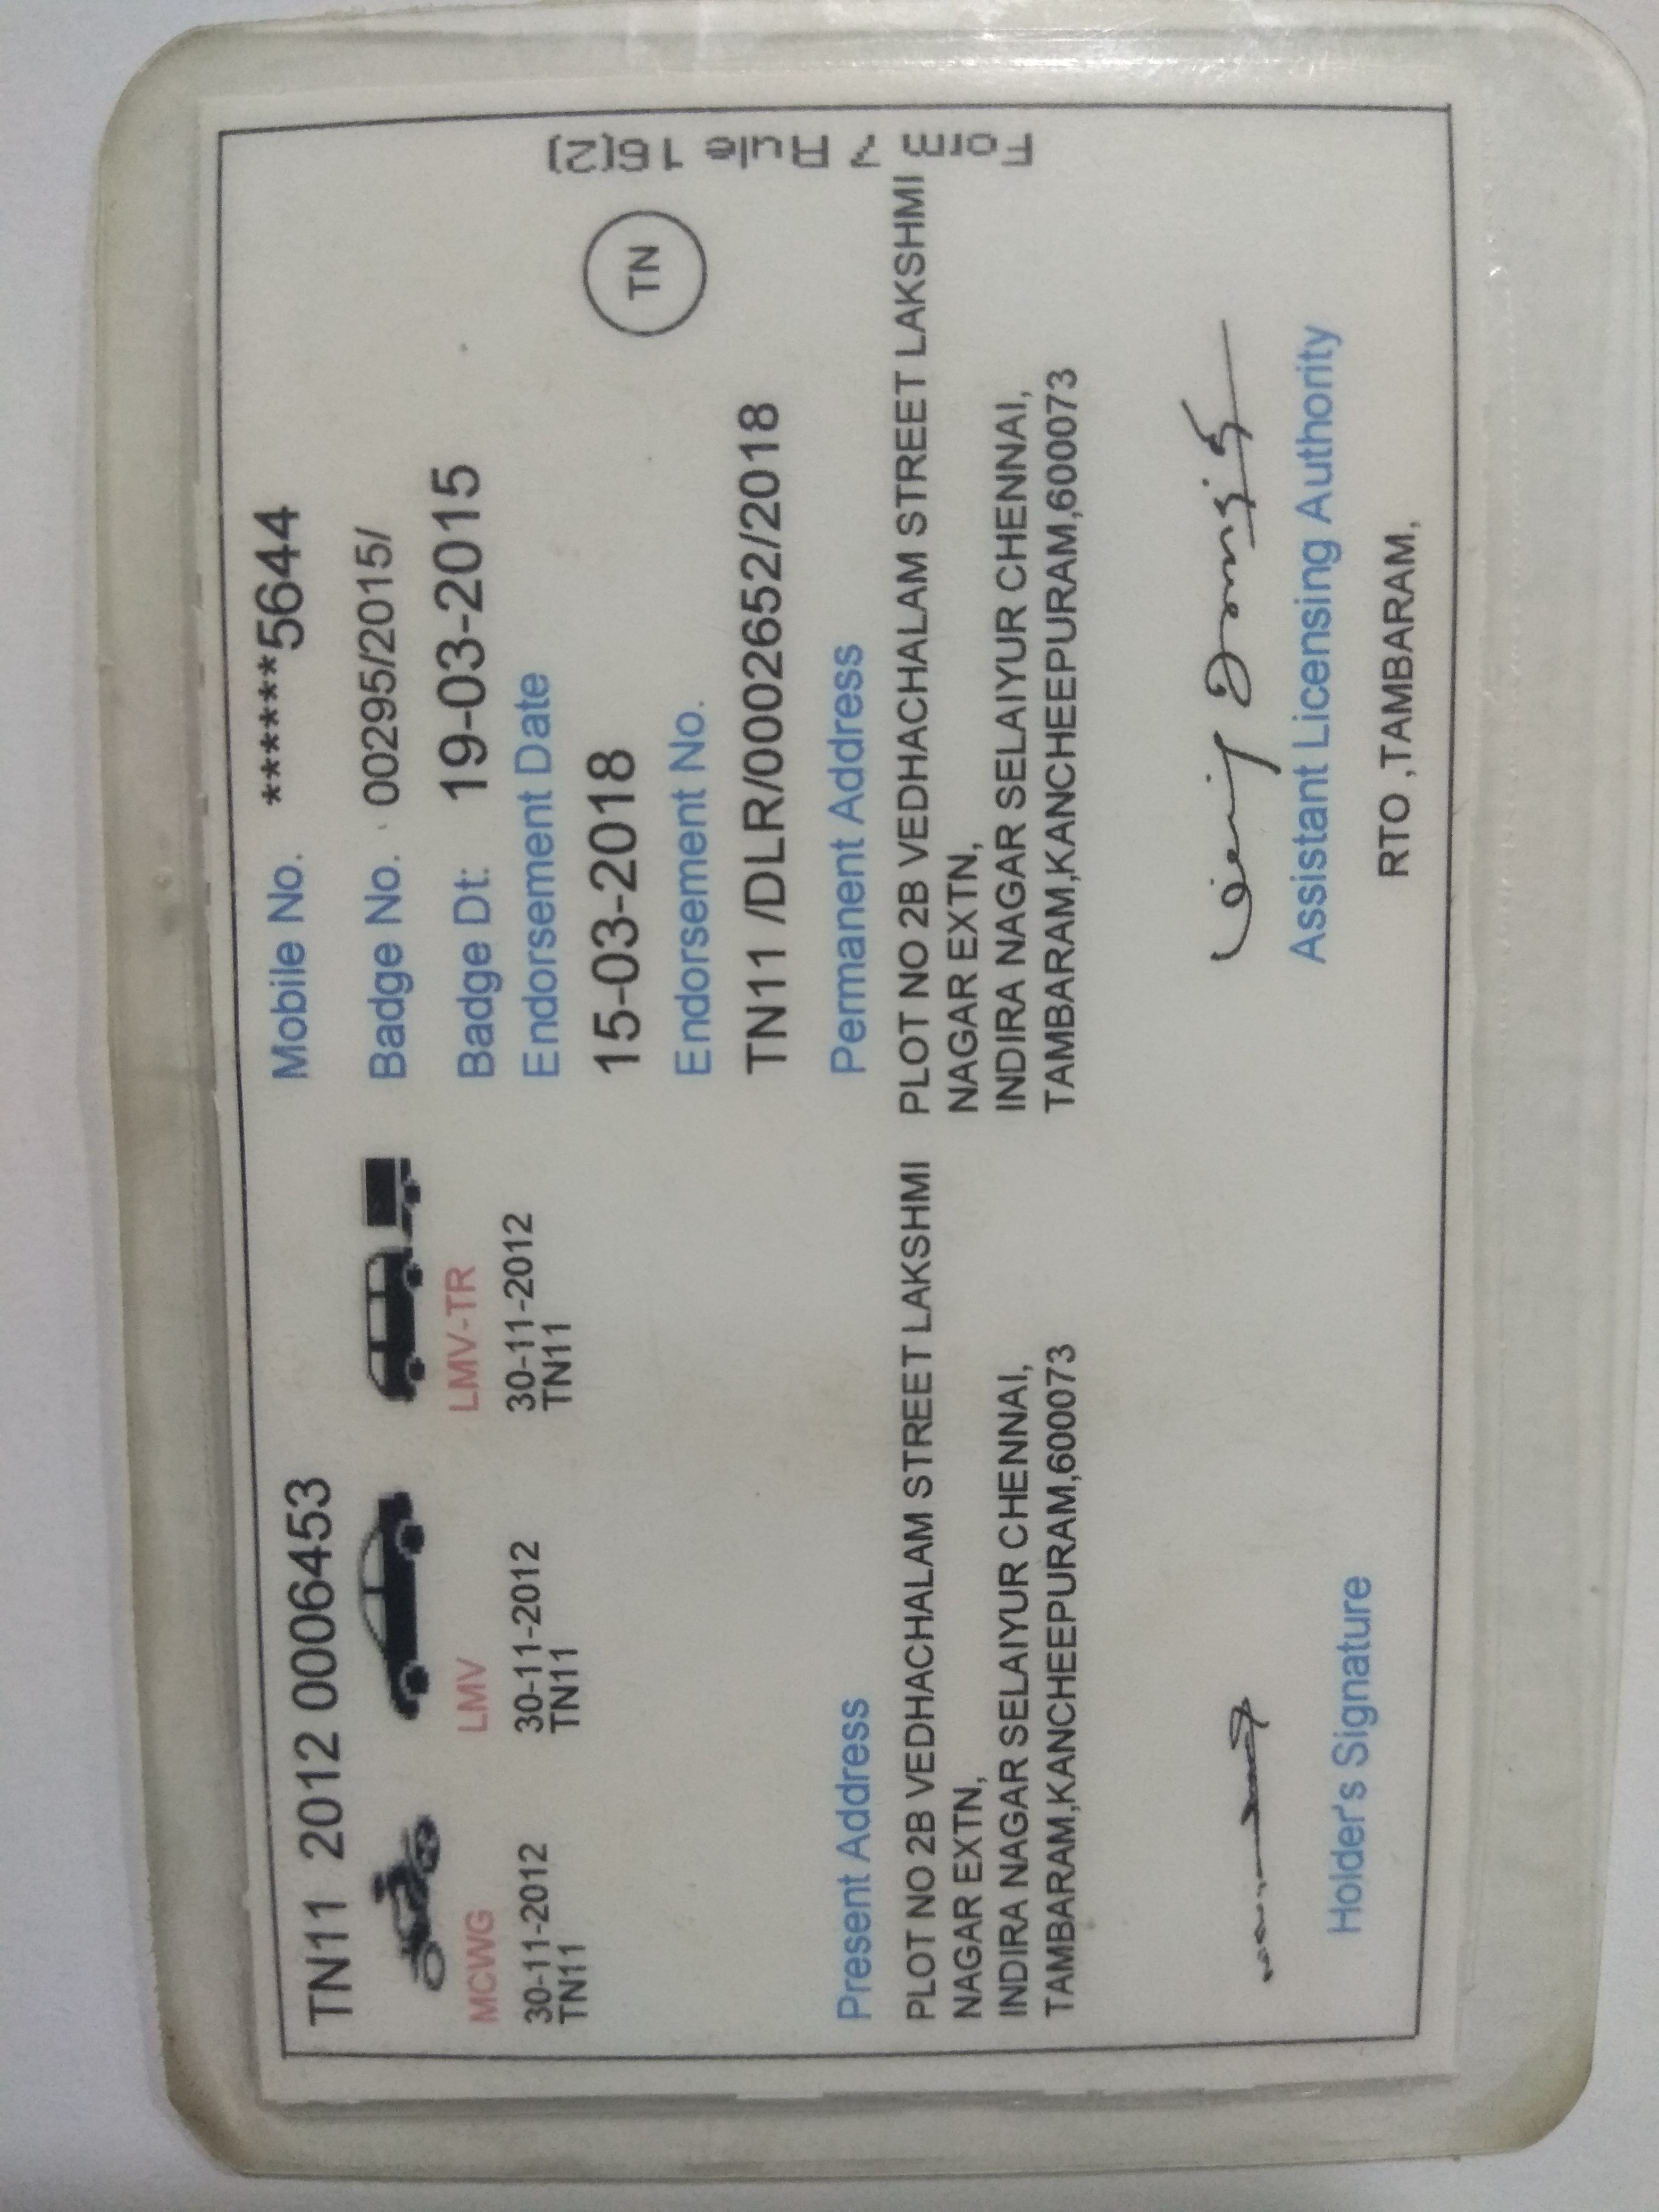 TN11 2012 0006453
MCWG
30-11-2012
TN11
LMV
30-11-2012
TN11
LMV-TR
30-11-2012
TN11
Mobile No. ******5644
Badge No. 00295/2015/
Badge Dt: 19-03-2015
Endorsement Date
15-03-2018
Endorsement No.
TN11 /DLR/0002652/2018
TN
Form 7 Rule 16(2)
Present Address
PLOT NO 2B VEDHACHALAM STREET LAKSHMI
NAGAR EXTN,
INDIRA NAGAR SELAIYUR CHENNAI,
TAMBARAM,KANCHEEPURAM,600073
Permanent Address
PLOT NO 2B VEDHACHALAM STREET LAKSHMI
NAGAR EXTN,
INDIRA NAGAR SELAIYUR CHENNAI,
TAMBARAM,KANCHEEPURAM,600073
Holder's Signature
Assistant Licensing Authority
RTO ,TAMBARAM,